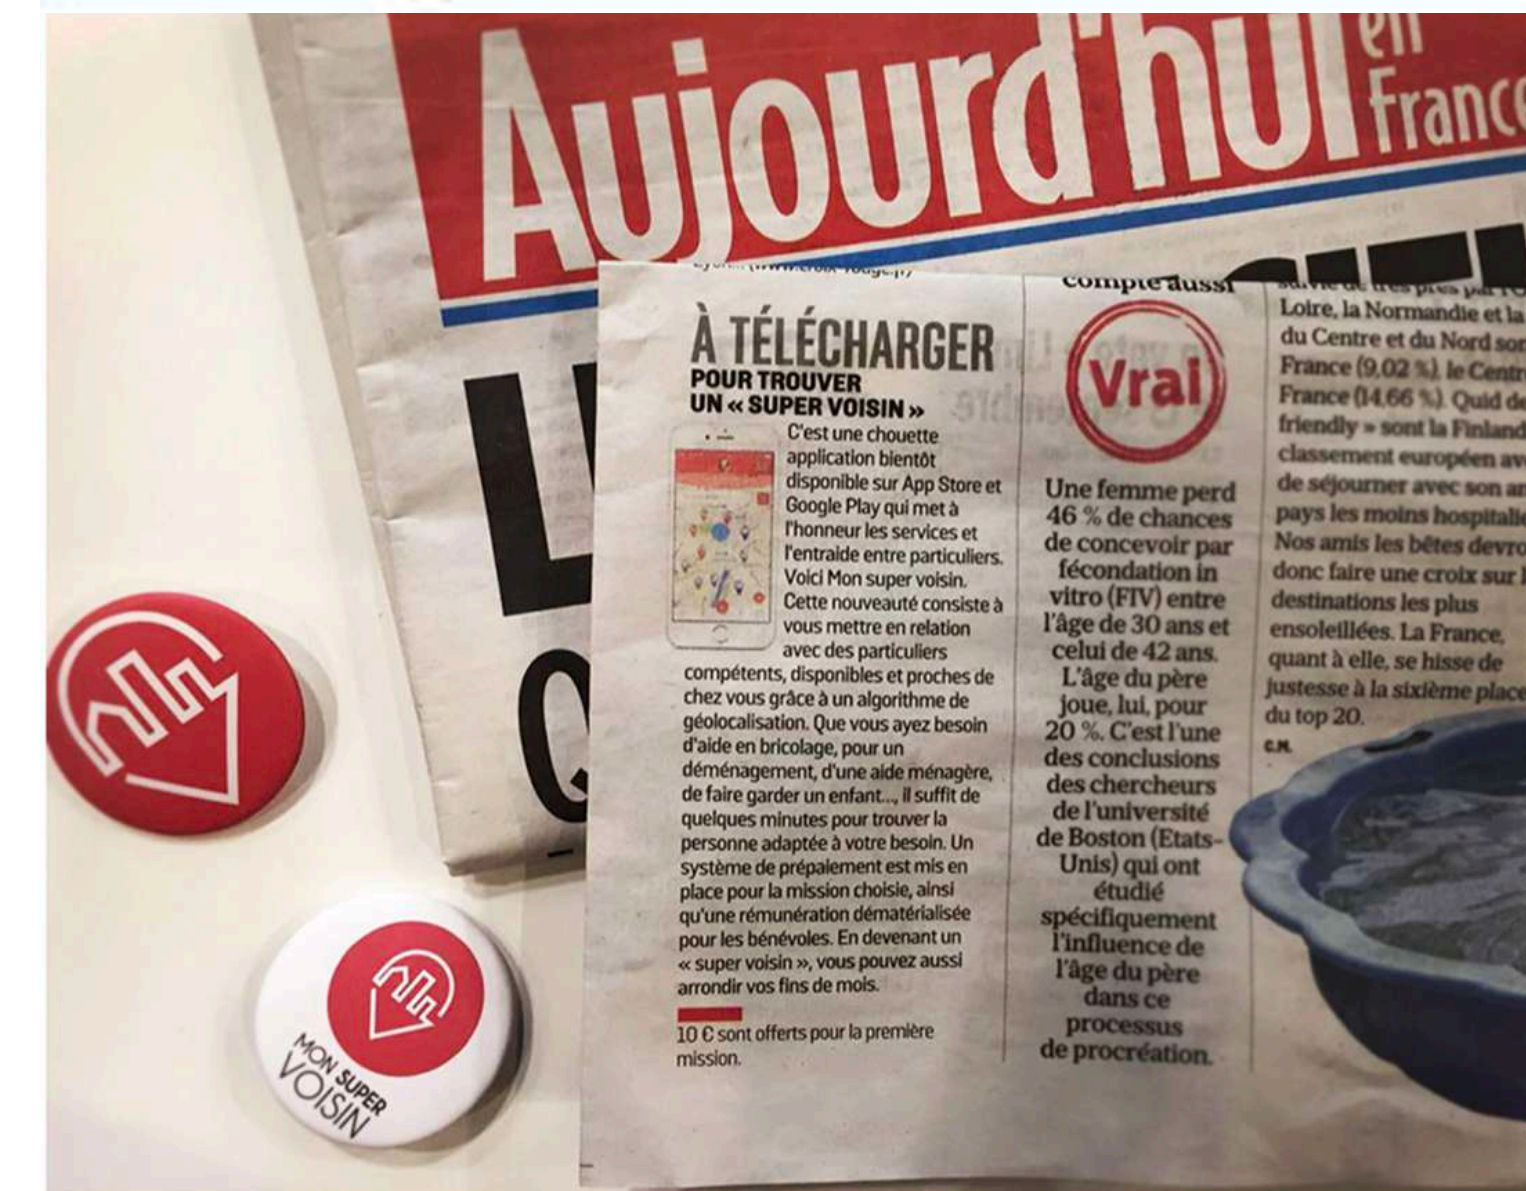 Aujourd'hui
en
France
À TÉLÉCHARGER
POUR TROUVER
UN « SUPER VOISIN »
C'est une chouette
application bientôt
disponible sur App Store et
Google Play qui met à
l'honneur les services et
l'entraide entre particuliers.
Voici Mon super voisin.
Cette nouveauté consiste à
vous mettre en relation
avec des particuliers
compétents, disponibles et proches de
chez vous grâce à un algorithme de
géolocalisation. Que vous ayez besoin
d'aide en bricolage, pour un
déménagement, d'une aide ménagère,
de faire garder un enfant..., il suffit de
quelques minutes pour trouver la
personne adaptée à votre besoin. Un
système de prépaiement est mis en
place pour la mission choisie, ainsi
qu'une rémunération dématérialisée
pour les bénévoles. En devenant un
« super voisin », vous pouvez aussi
arrondir vos fins de mois.
10 € sont offerts pour la première
mission.
compte aussi
Vrai
Une femme perd
46 % de chances
de concevoir par
fécondation in
vitro (FIV) entre
l'âge de 30 ans et
celui de 42 ans.
L'âge du père
joue, lui, pour
20 %. C'est l'une
des conclusions
des chercheurs
de l'université
de Boston (Etats-
Unis) qui ont
étudié
spécifiquement
l'influence de
l'âge du père
dans ce
processus
de procréation.
Loire, la Normandie et la
du Centre et du Nord
France (9,02 %), le
France (14,66 %). Quid
friendly » sont la
classement européen
de séjourner avec son
pays les moins
Nos amis les bêtes
donc faire une croix sur
destinations les plus
ensoleillées. La France,
quant à elle, se hisse de
justesse à la sixième place
du top 20.
C.M.
MON SUPER
VOISIN